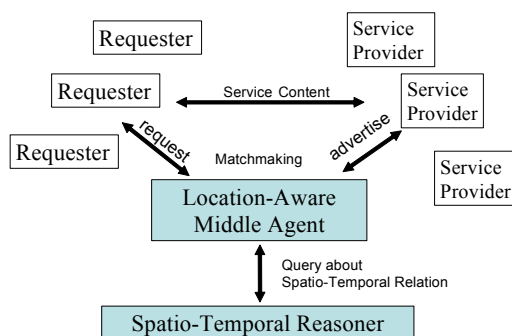 Requester
Service
Provider
Requester
Service Content
Service
Provider
Requester
request
Matchmaking
advertise
Service
Provider
Location-Aware
Middle Agent
Query about
Spatio-Temporal Relation
Spatio-Temporal Reasoner